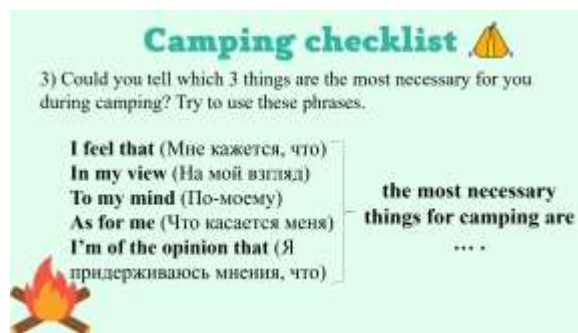 Camping checklist
3) Could you tell which 3 things are the most necessary for you
during camping? Try to use these phrases.
I feel that (Мне кажется, что)
In my view (На мой взгляд)
To my mind (По-моему)
As for me (Что касается меня)
I'm of the opinion that (Я
придерживаюсь мнения, что)
the most necessary
things for camping are
... .